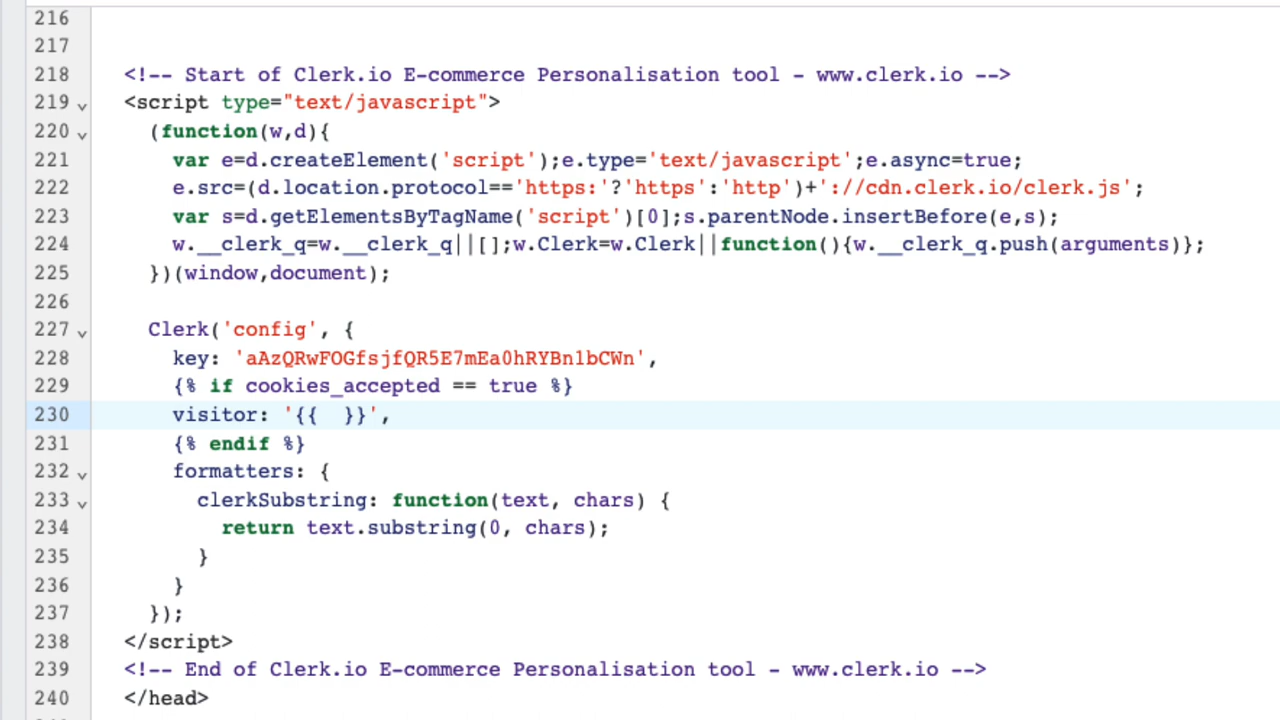 216
217
218 <!-- Start of Clerk.io E-commerce Personalisation tool - www.clerk.io -->
219 <script type="text/javascript">
220 (function(w,d){
221 var e=d.createElement('script');e.type='text/javascript';e.async=true;
222 e.src=(d.location.protocol=='https:'?'https':'http')+'://cdn.clerk.io/clerk.js';
223 var s=d.getElementsByTagName('script')[0];s.parentNode.insertBefore(e,s);
224 w.__clerk_q=w.__clerk_q||[];w.Clerk=w.Clerk||function(){w.__clerk_q.push(arguments)};
225 })(window,document);
226
227 Clerk('config', {
228 key: 'aAzQRwFOGfsjfQR5E7mEa0hRYBn1bCWn',
229 {% if cookies_accepted == true %}
230 visitor: '{{  }}',
231 {% endif %}
232 formatters: {
233 clerkSubstring: function(text, chars) {
234 return text.substring(0, chars);
235 }
236 }
237 });
238 </script>
239 <!-- End of Clerk.io E-commerce Personalisation tool - www.clerk.io -->
240 </head>